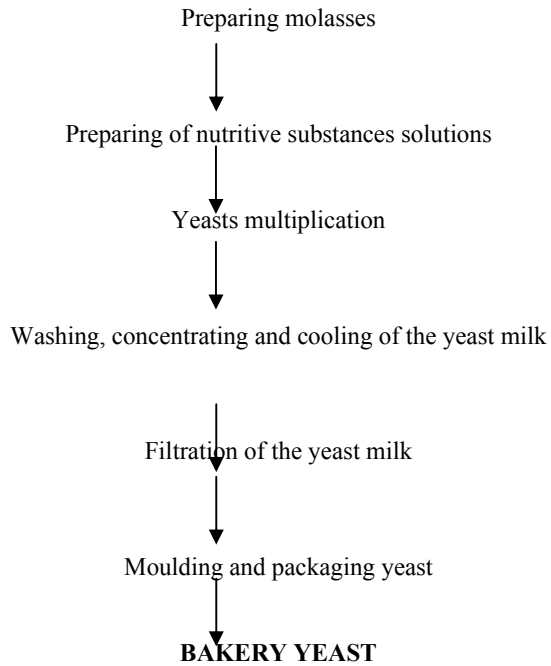 Preparing molasses
Preparing of nutritive substances solutions
Yeasts multiplication
Washing, concentrating and cooling of the yeast milk
Filtration of the yeast milk
Moulding and packaging yeast
BAKERY YEAST